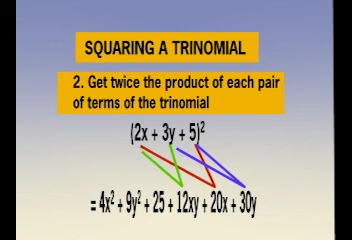 SQUARING A TRINOMIAL
2. Get twice the product of each pair
of terms of the trinomial
(2x + 3y + 5)²
= 4x² + 9y² + 25 + 12xy + 20x + 30y